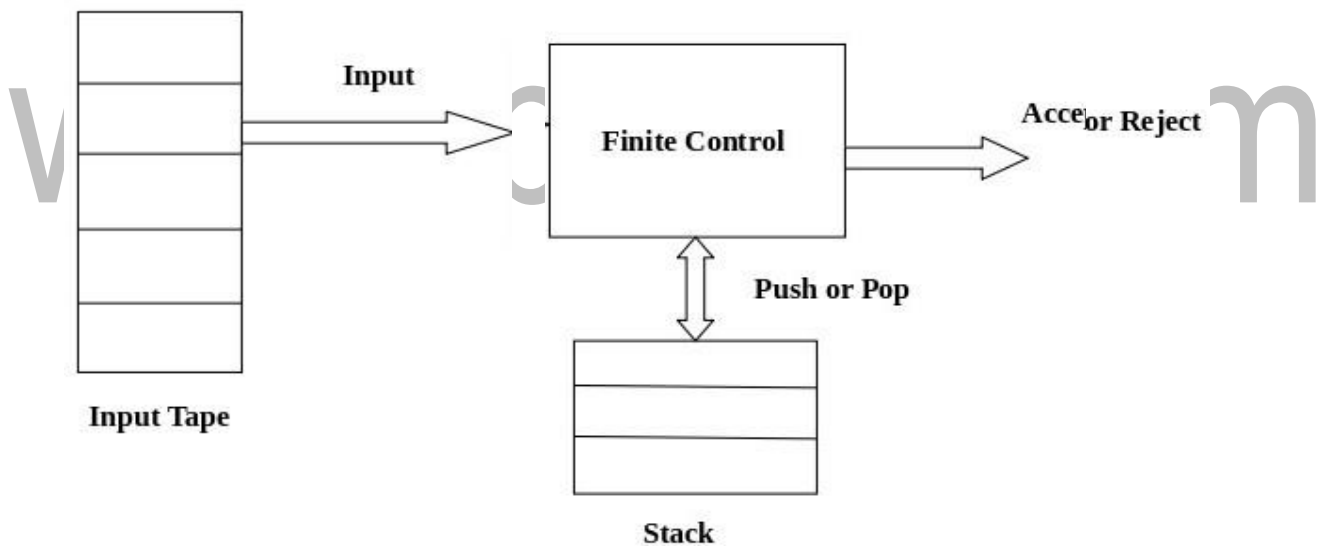 Input
Finite Control
Acce or Reject
Push or Pop
Input Tape
Stack